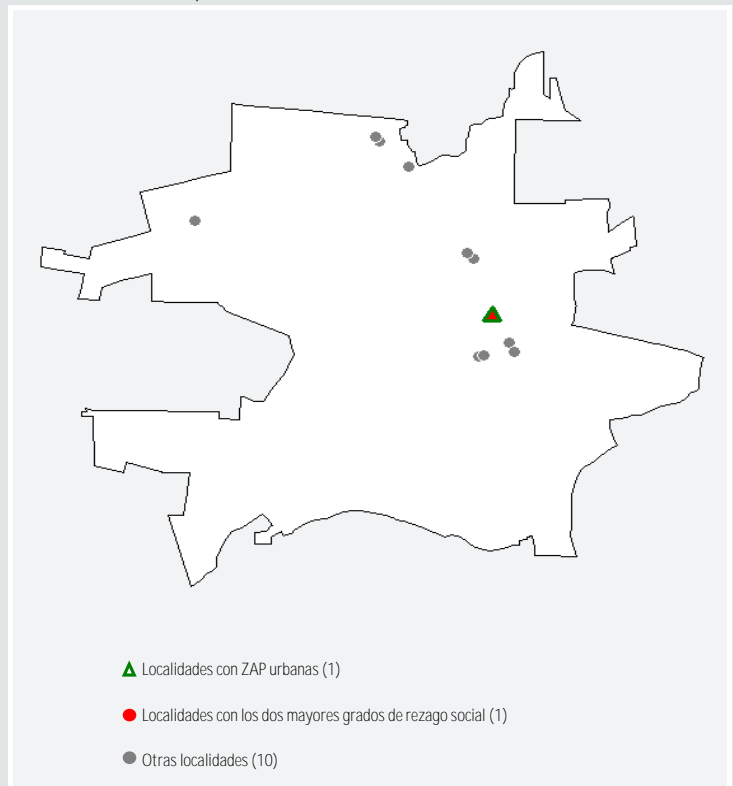 Localidades con ZAP urbanas (1)
Localidades con los dos mayores grados de rezago social (1)
Otras localidades (10)